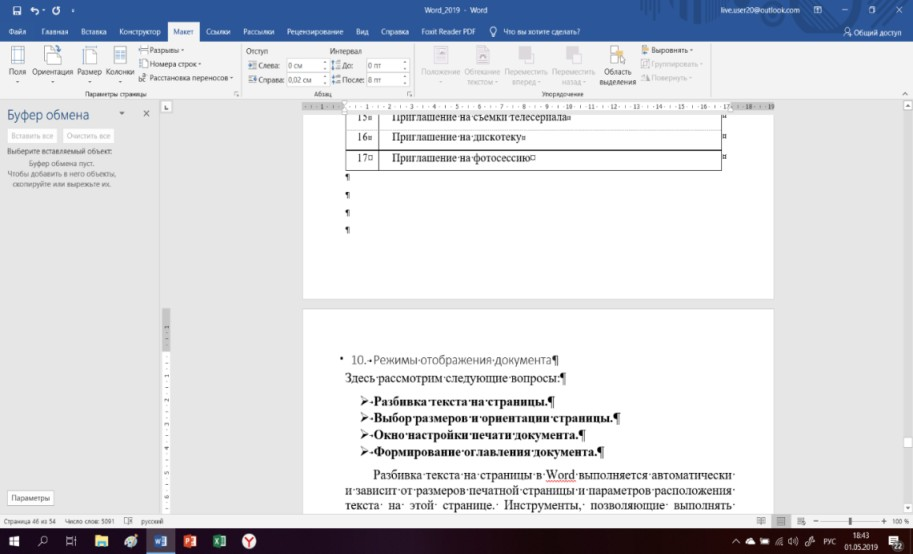 Word_2019 - Word
live.user20@outlook.com
Файл Главная Вставка Конструктор Макет Ссылки Рассылки Рецензирование Вид Справка Foxit Reader PDF Что вы хотите сделать? Общий доступ
Поля Ориентация Размер Колонки
Разрывы
Номера строк
Расстановка переносов
Параметры страницы
Отступ Интервал
Слева: 0 см До: 0 пт
Справа: 0,02 см После: 8 пт
Абзац
Положение Обтекание текстом Переместить вперед Переместить назад Область выделения
Выровнять
Группировать
Повернуть
Упорядочение
Буфер обмена
Вставить все Очистить все
Выберите вставляемый объект:
Буфер обмена пуст.
Чтобы добавить в него объекты,
скопируйте или вырежьте их.
Параметры
15¤ Приглашение·на·съемки·телесериала¤
16¤ Приглашение·на·дискотеку¤
17 Приглашение·на·фотосессию
¶
¶
¶
¶
10.→Режимы·отображения·документа¶
Здесь·рассмотрим·следующие·вопросы:¶
Разбивка·текста·на·страницы.¶
Выбор·размеров·и·ориентации·страницы.¶
Окно·настройки·печати·документа.¶
Формирование·оглавления·документа.¶
Разбивка·текста·на·страницы·в·Word·выполняется·автоматически·
и·зависит·от·размеров·печатной·страницы·и·параметров·расположения·
текста· на· этой· странице.· Инструменты,· позволяющие· выполнять·
Страница 46 из 54 Число слов: 5091 русский
100 %
РУС
18:43
01.05.2019
22